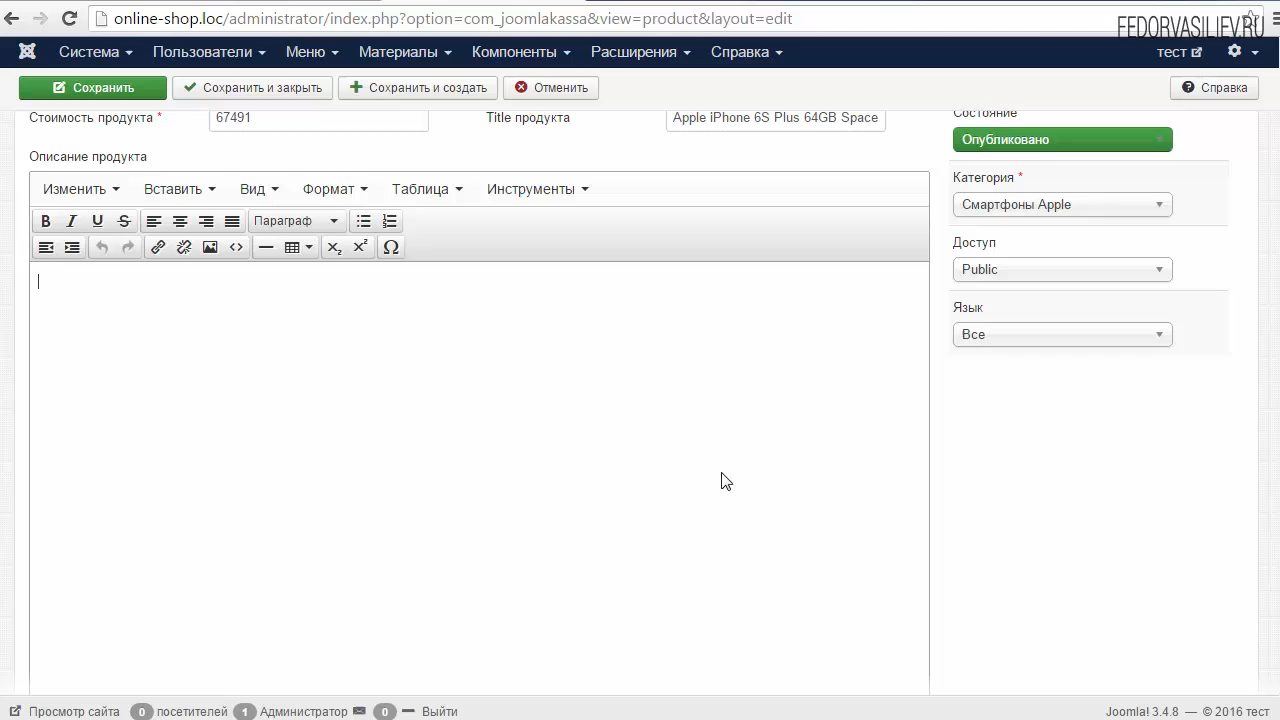 online-shop.loc/administrator/index.php?option=com_joomlakassa&view=product&layout=edit
FEDORVASILIEV.RU
Система Пользователи Меню Материалы Компоненты Расширения Справка тест
Сохранить Сохранить и закрыть Сохранить и создать Отменить Справка
Стоимость продукта * 67491 Title продукта Apple iPhone 6S Plus 64GB Space
Состояние
Опубликовано
Описание продукта
Категория *
Изменить Вставить Вид Формат Таблица Инструменты
Смартфоны Apple
B I U S Параграф
Доступ
Public
Язык
Все
Просмотр сайта 0 посетителей 1 Администратор 0 Выйти Joomla! 3.4.8 — © 2016 тест